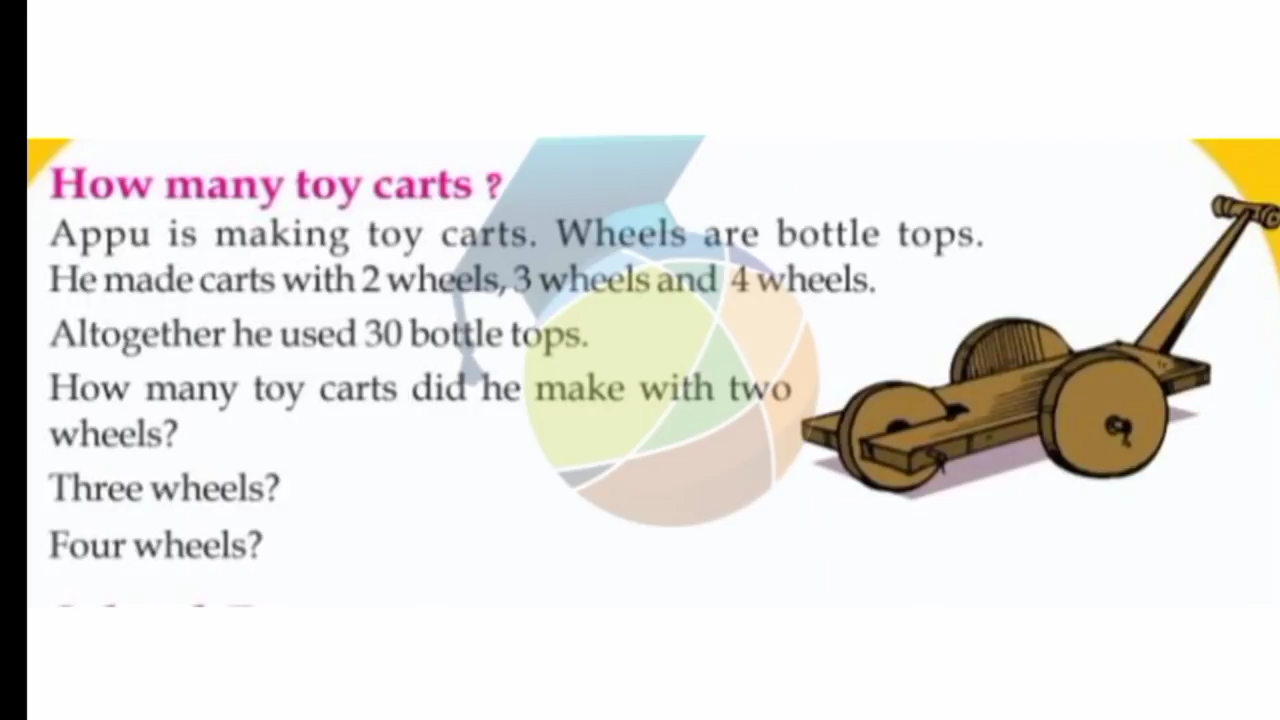 How many toy carts ?
Appu is making toy carts. Wheels are bottle tops.
He made carts with 2 wheels, 3 wheels and 4 wheels.
Altogether he used 30 bottle tops.
How many toy carts did he make with two
wheels?
Three wheels?
Four wheels?